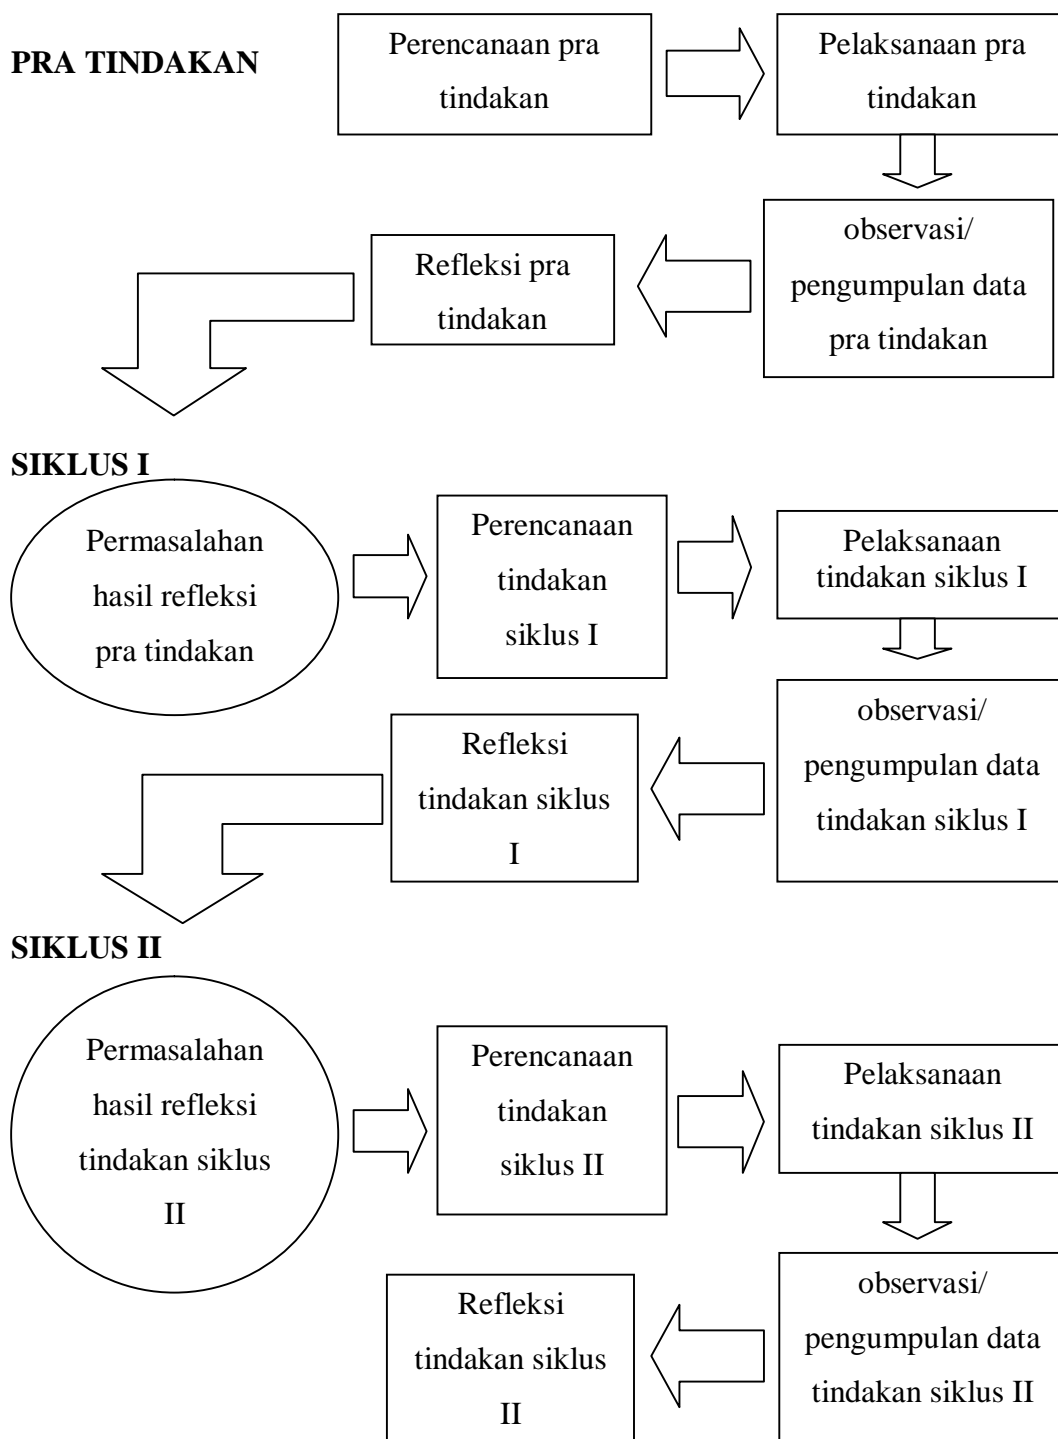 PRA TINDAKAN
Perencanaan pra
tindakan
Pelaksanaan pra
tindakan
observasi/
pengumpulan data
pra tindakan
Refleksi pra
tindakan
SIKLUS I
Permasalahan
hasil refleksi
pra tindakan
Perencanaan
tindakan
siklus I
Pelaksanaan
tindakan siklus I
observasi/
pengumpulan data
tindakan siklus I
Refleksi
tindakan siklus
I
SIKLUS II
Permasalahan
hasil refleksi
tindakan siklus
II
Perencanaan
tindakan
siklus II
Pelaksanaan
tindakan siklus II
observasi/
pengumpulan data
tindakan siklus II
Refleksi
tindakan siklus
II